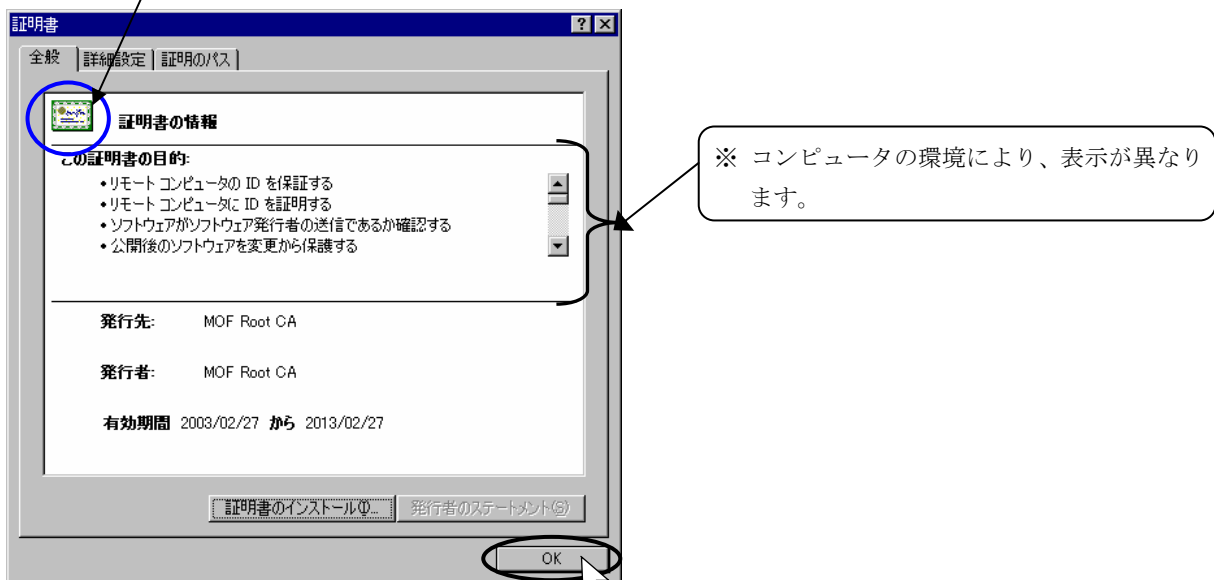 証明書
全般 詳細設定 証明のパス
証明書の情報
この証明書の目的:
•リモート コンピュータの ID を保証する
•リモート コンピュータに ID を証明する
•ソフトウェアがソフトウェア発行者の送信であるか確認する
•公開後のソフトウェアを変更から保護する
※ コンピュータの環境により、表示が異なり
ます。
発行先: MOF Root CA
発行者: MOF Root CA
有効期間 2003/02/27 から 2013/02/27
証明書のインストール(I)... 発行者のステートメント(S)
OK